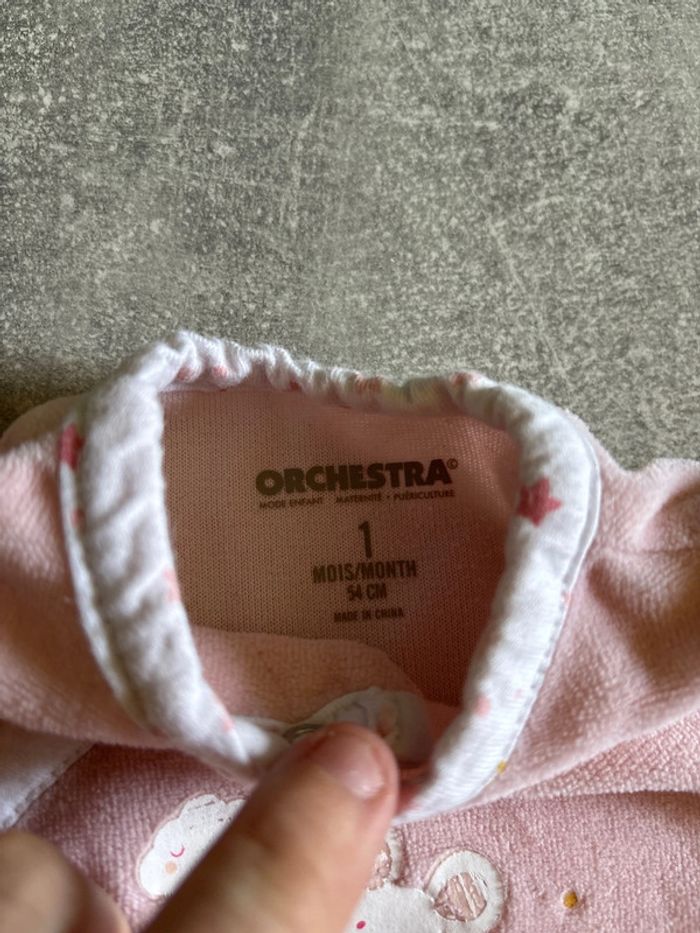 ORCHESTRA©
MODE ENFANT MATERNITÉ • PUÉRICULTURE
1
MOIS/MONTH
54 CM
MADE IN CHINA